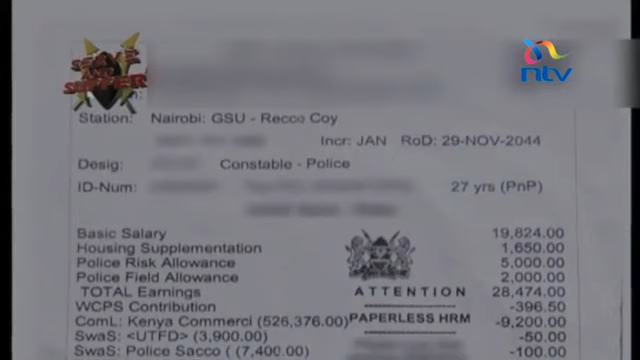 SERVE AND SUFFER
ntv
Station: Nairobi: GSU - Recce Coy
Incr: JAN RoD: 29-NOV-2044
Desig: Constable - Police
ID-Num: 27 yrs (PnP)
Basic Salary 19,824.00
Housing Supplementation 1,650.00
Police Risk Allowance 5,000.00
Police Field Allowance 2,000.00
TOTAL Earnings ATTENTION 28,474.00
WCPS Contribution -396.50
ComL: Kenya Commerci (526,376.00) PAPERLESS HRM -9,200.00
SwaS: <UTFD> (3,900.00) -50.00
SwaS: Police Sacco ( (7,400.00) -100.00